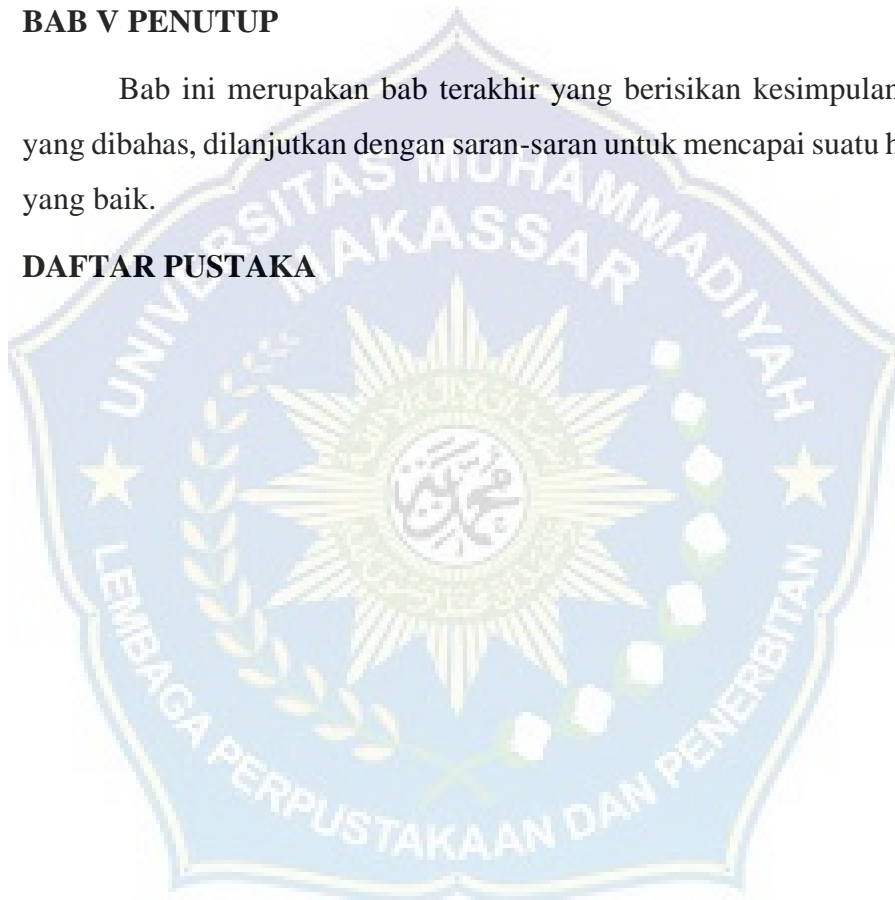 BAB V PENUTUP
Bab ini merupakan bab terakhir yang berisikan kesimpulan
yang dibahas, dilanjutkan dengan saran-saran untuk mencapai suatu h
yang baik.
DAFTAR PUSTAKA
UNIVERSITAS MUHAMMADIYAH
MAKASSAR
محمدية
LEMBAGA PERPUSTAKAAN DAN PENERBITAN